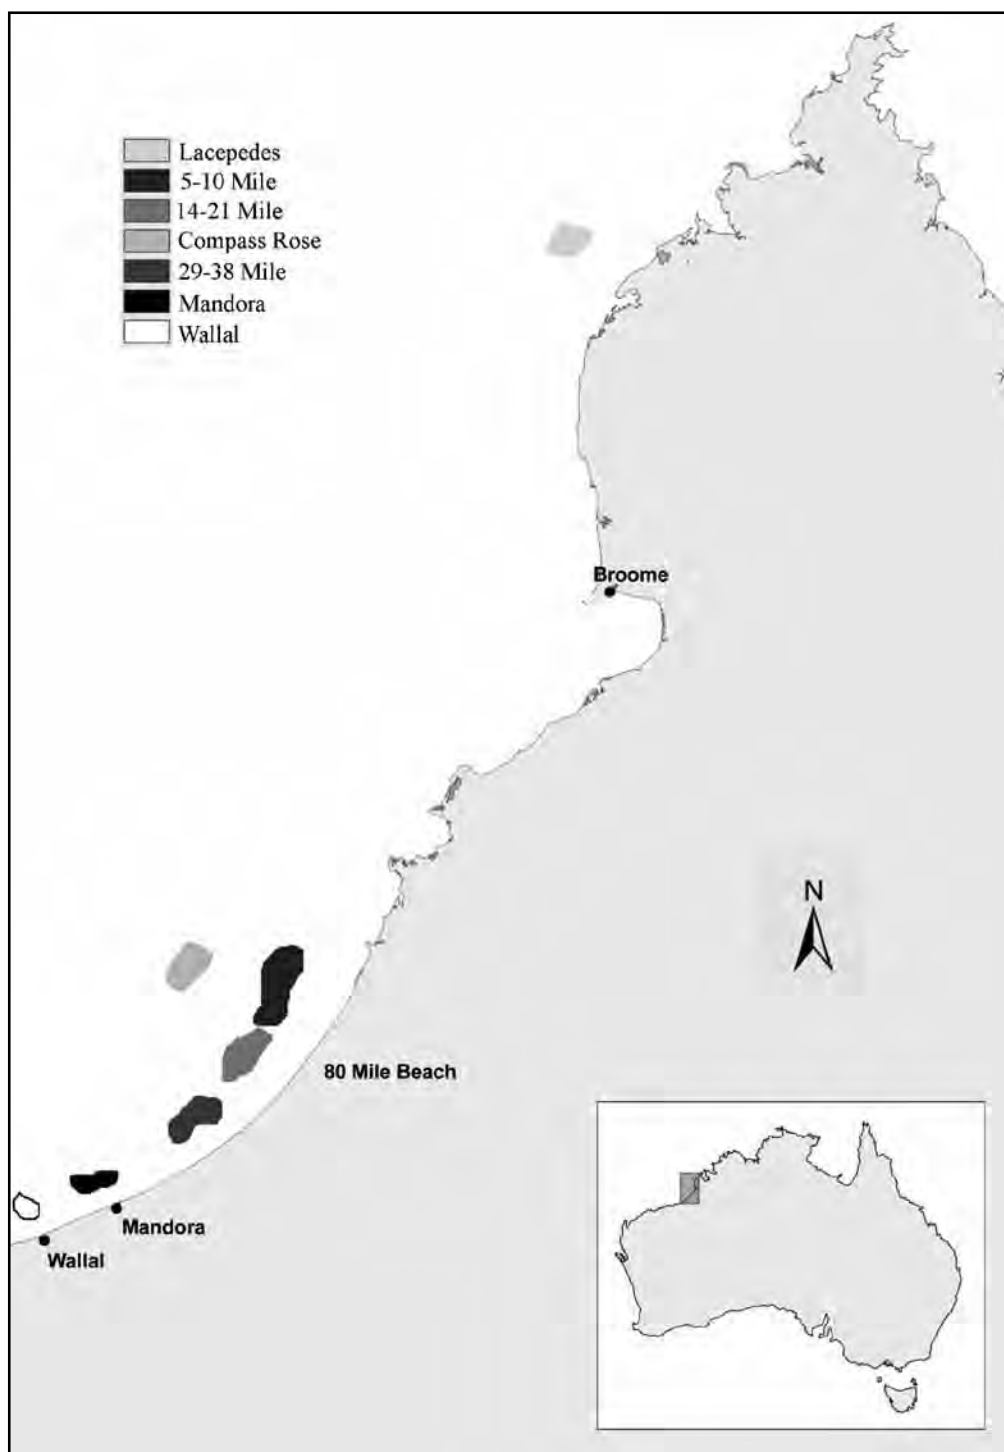 Lacepedes
5-10 Mile
14-21 Mile
Compass Rose
29-38 Mile
Mandora
Wallal
Broome
N
80 Mile Beach
Mandora
Wallal